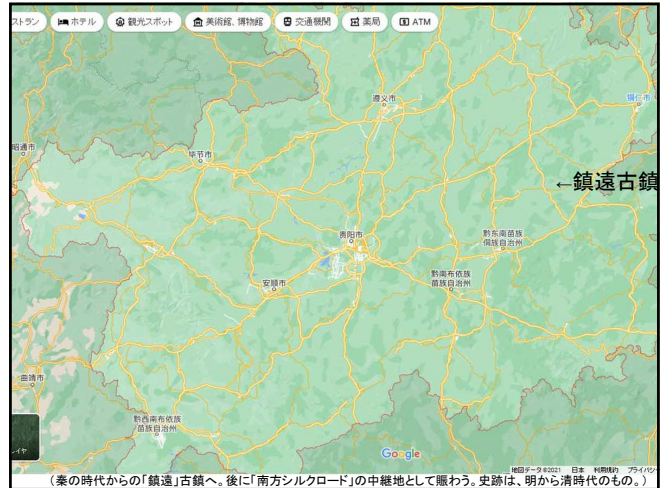 ストラン ホテル 観光スポット 美術館、博物館 交通機関 薬局 ATM
遵义市
铜仁市
昭通市
毕节市
←鎮遠古鎮
贵阳市
黔东南苗族
侗族自治州
黔南布依族
苗族自治州
安顺市
曲靖市
黔西南布依族
苗族自治州
イヤ
Google
地図データ ©2021 日本 利用規約 プライバシ
（秦の時代からの「鎮遠」古鎮へ。後に「南方シルクロード」の中継地として賑わう。史跡は、明から清時代のもの。）